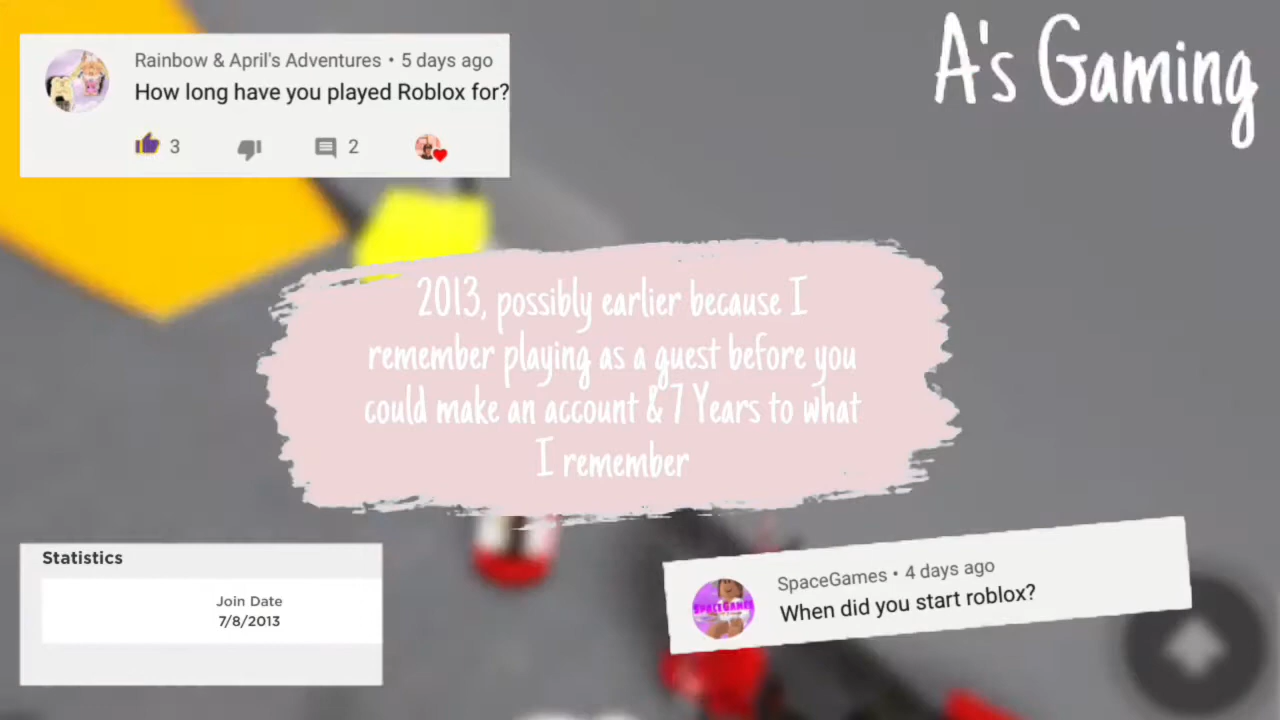 A's Gaming
Rainbow & April's Adventures • 5 days ago
How long have you played Roblox for?
3
2
2013, possibly earlier because I
remember playing as a guest before you
could make an account & 7 Years to what
I remember
Statistics
Join Date
7/8/2013
SpaceGames • 4 days ago
When did you start roblox?
SPACEGAMES